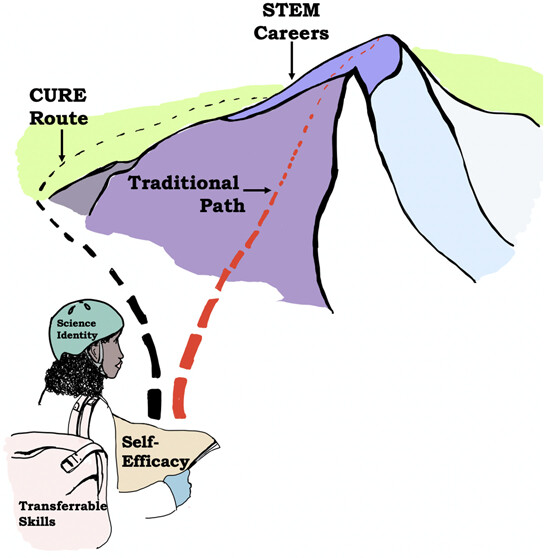 STEM
Careers
CURE
Route
Traditional
Path
Science
Identity
Self-
Efficacy
Transferrable
Skills